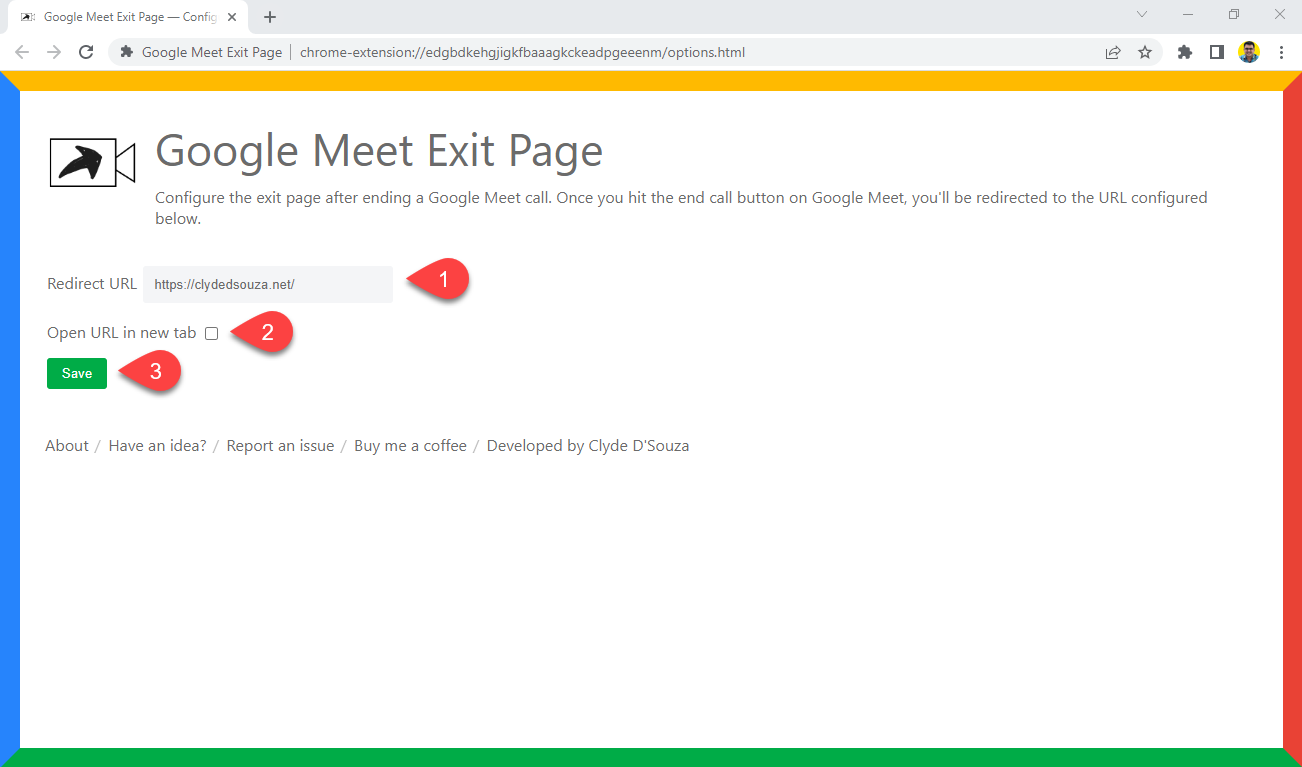 Google Meet Exit Page — Config
Google Meet Exit Page
chrome-extension://edgbdkehgjigkfbaaagkckeadpgeeenm/options.html
Google Meet Exit Page
Configure the exit page after ending a Google Meet call. Once you hit the end call button on Google Meet, you'll be redirected to the URL configured
below.
Redirect URL https://clydedsouza.net/ 1
Open URL in new tab 2
Save 3
About / Have an idea? / Report an issue / Buy me a coffee / Developed by Clyde D'Souza